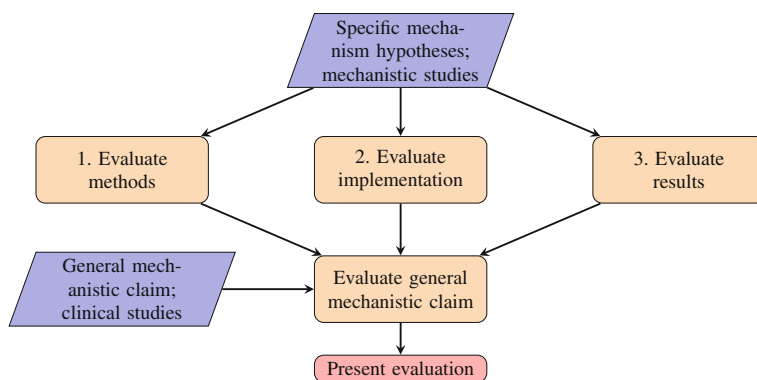 Specific mecha-
nism hypotheses;
mechanistic studies
1. Evaluate
methods
2. Evaluate
implementation
3. Evaluate
results
General mech-
anistic claim;
clinical studies
Evaluate general
mechanistic claim
Present evaluation